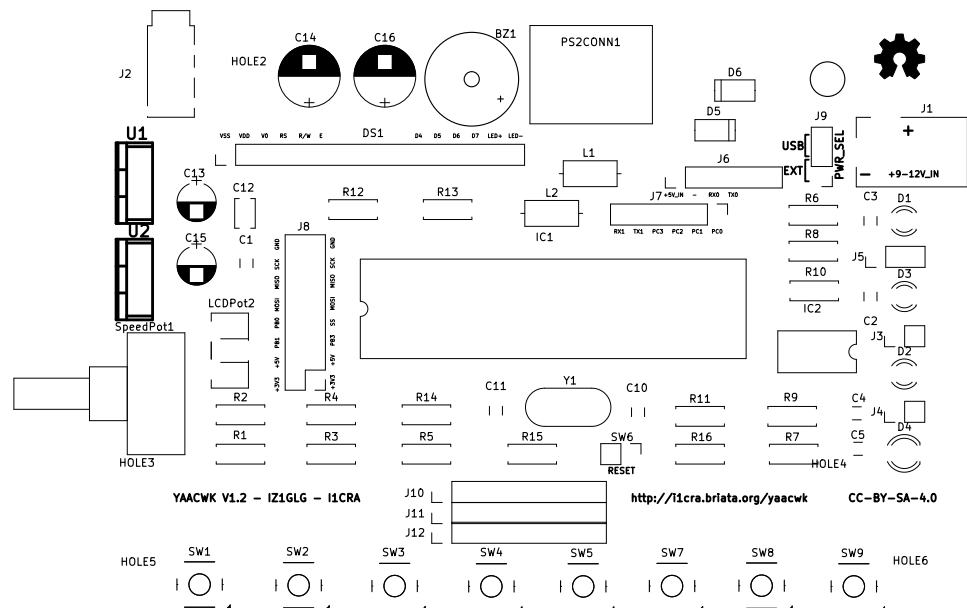 C14
C16
BZ1
PS2CONN1
HOLE2
J2
D6
D5
J9
J1
USB
EXT
PWR_SEL
+
-
+9-12V_IN
U1
DS1
VSS VDD VO RS R/W E D4 D5 D6 D7 LED+ LED-
L1
J6
+5V_IN - RX0 TX0
C13
C12
R12
R13
L2
J7
RX1 TX1 PC3 PC2 PC1 PC0
R6
C3
D1
U2
C15
C1
J8
GND SCK MISO MOSI PB0 PB1 +5V +3V3
GND SCK MISO MOSI SS PB3 +5V +3V3
IC1
R8
J5
D3
R10
IC2
C2
LCDPot2
SpeedPot1
J3
D2
R2
R4
R14
C11
Y1
C10
R11
R9
C4
J4
R1
R3
R5
R15
SW6
RESET
R16
R7
C5
D4
HOLE3
HOLE4
YAACWK V1.2 - IZ1GLG - I1CRA
J10
J11
J12
http://i1cra.briata.org/yaacwk
CC-BY-SA-4.0
HOLE5
SW1
SW2
SW3
SW4
SW5
SW7
SW8
SW9
HOLE6